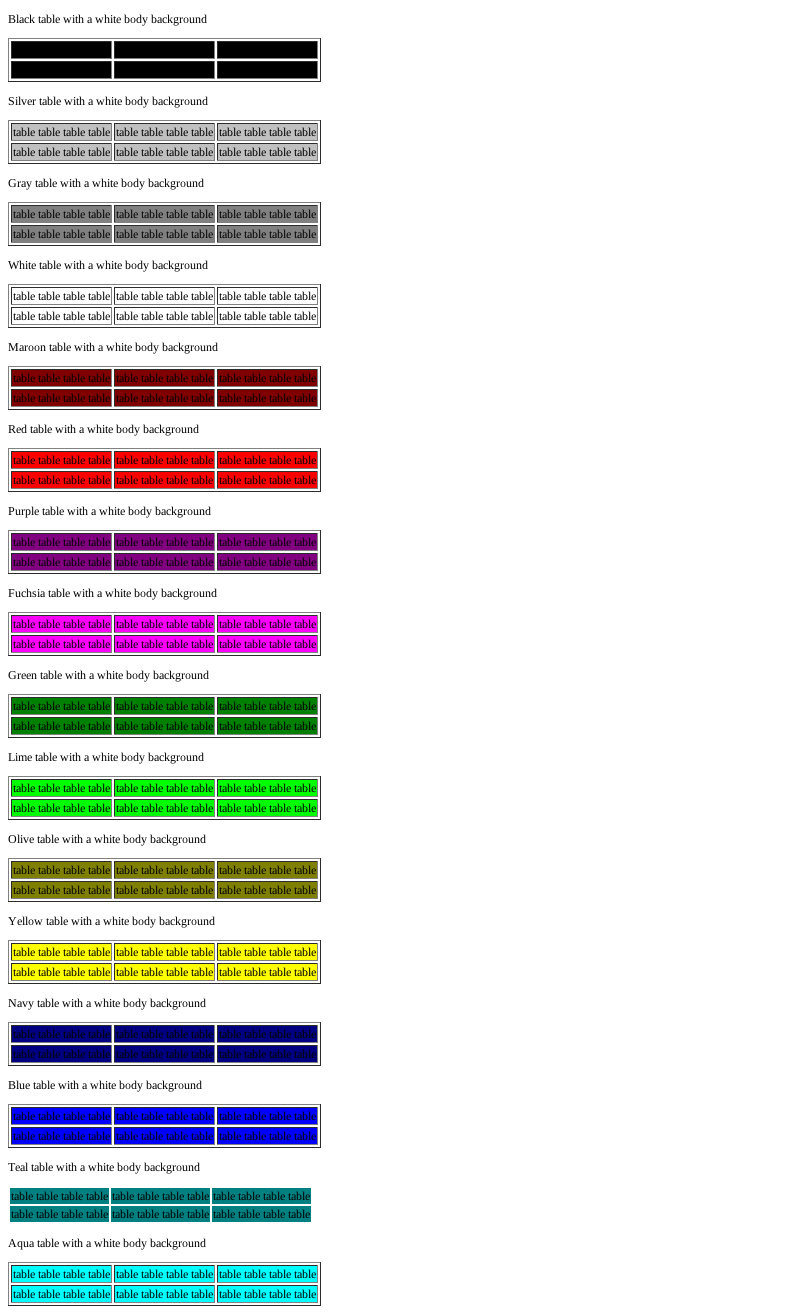 Black table with a white body background
Silver table with a white body background
table table table table table table table table table table table table
table table table table table table table table table table table table
Gray table with a white body background
table table table table table table table table table table table table
table table table table table table table table table table table table
White table with a white body background
table table table table table table table table table table table table
table table table table table table table table table table table table
Maroon table with a white body background
table table table table table table table table table table table table
table table table table table table table table table table table table
Red table with a white body background
table table table table table table table table table table table table
table table table table table table table table table table table table
Purple table with a white body background
table table table table table table table table table table table table
table table table table table table table table table table table table
Fuchsia table with a white body background
table table table table table table table table table table table table
table table table table table table table table table table table table
Green table with a white body background
table table table table table table table table table table table table
table table table table table table table table table table table table
Lime table with a white body background
table table table table table table table table table table table table
table table table table table table table table table table table table
Olive table with a white body background
table table table table table table table table table table table table
table table table table table table table table table table table table
Yellow table with a white body background
table table table table table table table table table table table table
table table table table table table table table table table table table
Navy table with a white body background
table table table table table table table table table table table table
table table table table table table table table table table table table
Blue table with a white body background
table table table table table table table table table table table table
table table table table table table table table table table table table
Teal table with a white body background
table table table table table table table table table table table table
table table table table table table table table table table table table
Aqua table with a white body background
table table table table table table table table table table table table
table table table table table table table table table table table table